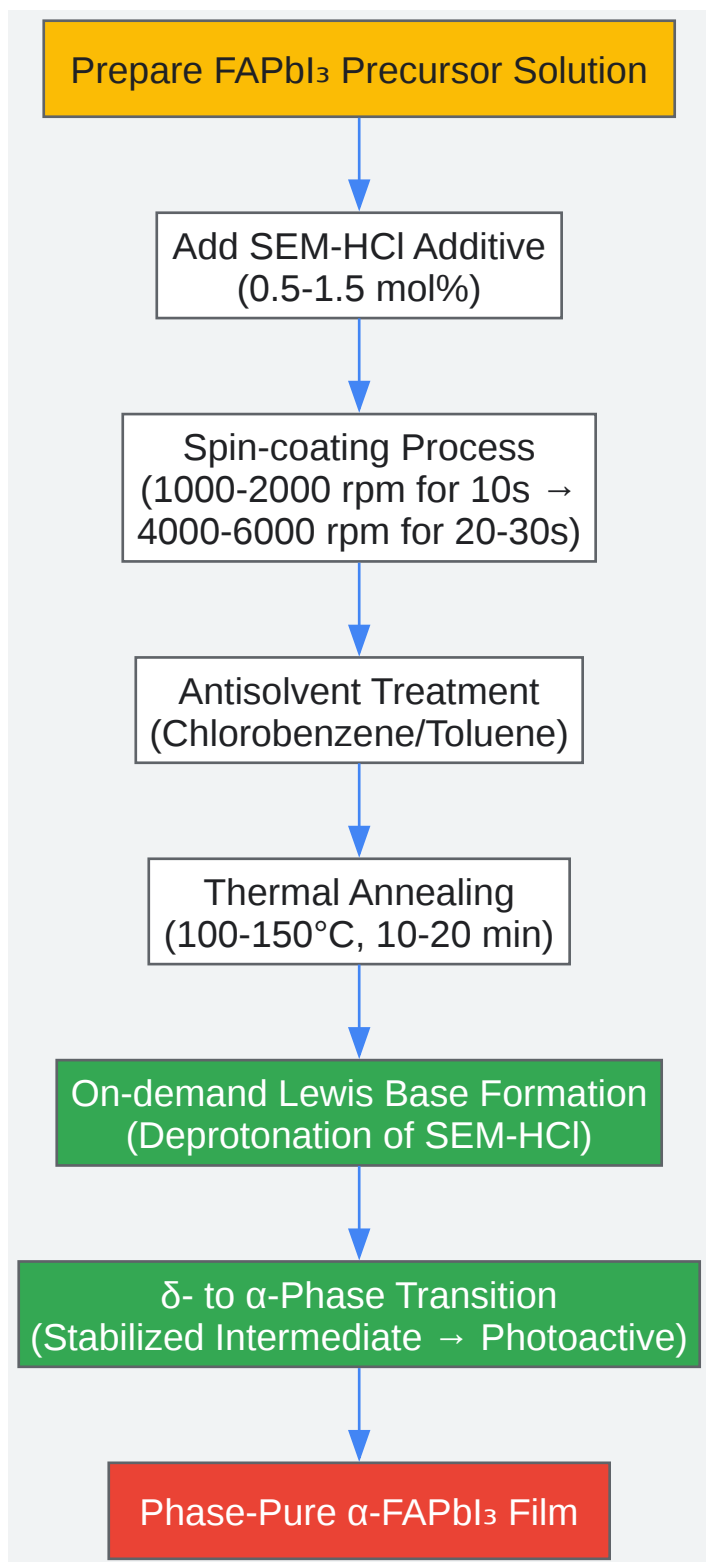 Prepare FAPbI₃ Precursor Solution
Add SEM-HCl Additive
(0.5-1.5 mol%)
Spin-coating Process
(1000-2000 rpm for 10s →
4000-6000 rpm for 20-30s)
Antisolvent Treatment
(Chlorobenzene/Toluene)
Thermal Annealing
(100-150°C, 10-20 min)
On-demand Lewis Base Formation
(Deprotonation of SEM-HCl)
δ- to α-Phase Transition
(Stabilized Intermediate → Photoactive)
Phase-Pure α-FAPbI₃ Film